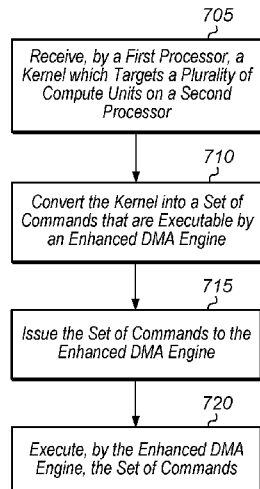 705
Receive, by a First Processor, a
Kernel which Targets a Plurality of
Compute Units on a Second
Processor
710
Convert the Kernel into a Set of
Commands that are Executable by
an Enhanced DMA Engine
715
Issue the Set of Commands to the
Enhanced DMA Engine
720
Execute, by the Enhanced DMA
Engine, the Set of Commands